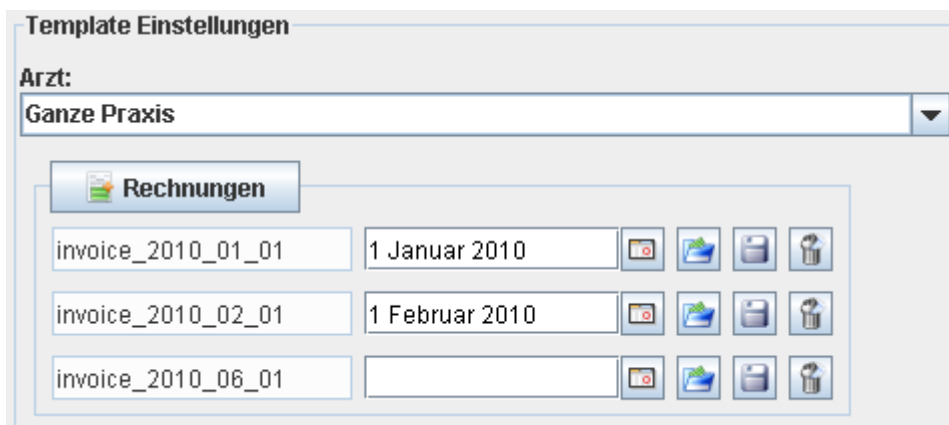 Template Einstellungen
Arzt:
Ganze Praxis
Rechnungen
invoice_2010_01_01 1 Januar 2010
invoice_2010_02_01 1 Februar 2010
invoice_2010_06_01